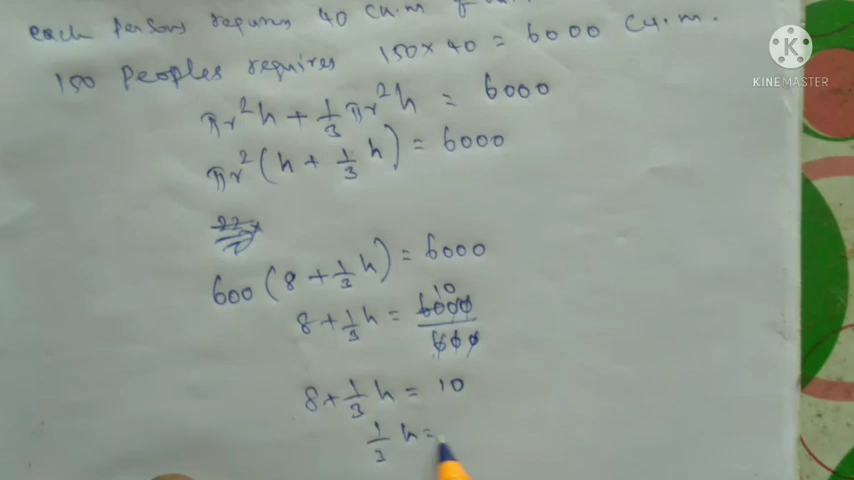 each persons requires 40 cu.m of
150 peoples requires 150×40 = 6000 cu.m.
πr²h + 1/3 πr²h = 6000
πr² (h + 1/3 h) = 6000
600 (8 + 1/3 h) = 6000
8 + 1/3 h = 6000/600 10
8 + 1/3 h = 10
1/3 h =
K
KINEMASTER